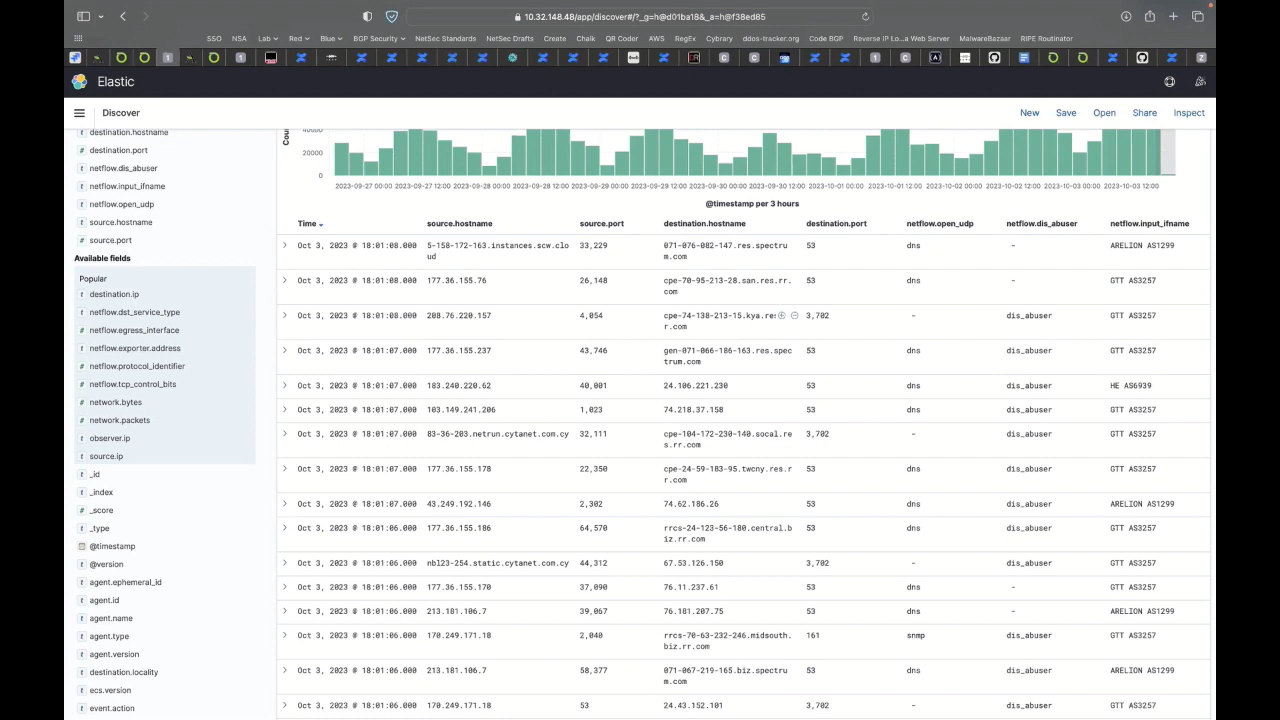 10.32.148.48/app/discover#/?_g=h@d01ba18&_a=h@f38ed85
SSO NSA Lab Red Blue BGP Security NetSec Standards NetSec Drafts Create Chalk QR Coder AWS RegEx Cybrary ddos-tracker.org Code BGP Reverse IP Lo...a Web Server MalwareBazaar RIPE Routinator
Elastic
Discover New Save Open Share Inspect
destination.hostname
destination.port
netflow.dis_abuser
netflow.input_ifname
netflow.open_udp
source.hostname
source.port
Available fields
Popular
destination.ip
netflow.dst_service_type
netflow.egress_interface
netflow.exporter.address
netflow.protocol_identifier
netflow.tcp_control_bits
network.bytes
network.packets
observer.ip
source.ip
_id
_index
_score
_type
@timestamp
@version
agent.ephemeral_id
agent.id
agent.name
agent.type
agent.version
destination.locality
ecs.version
event.action
40000
20000
0
2023-09-27 00:00 2023-09-27 12:00 2023-09-28 00:00 2023-09-28 12:00 2023-09-29 00:00 2023-09-29 12:00 2023-09-30 00:00 2023-09-30 12:00 2023-10-01 00:00 2023-10-01 12:00 2023-10-02 00:00 2023-10-02 12:00 2023-10-03 00:00 2023-10-03 12:00
@timestamp per 3 hours
Time source.hostname source.port destination.hostname destination.port netflow.open_udp netflow.dis_abuser netflow.input_ifname
Oct 3, 2023 @ 18:01:08.000 5-158-172-163.instances.scw.clo 33,229 071-076-082-147.res.spectru 53 dns - ARELION AS1299
ud m.com
Oct 3, 2023 @ 18:01:08.000 177.36.155.76 26,148 cpe-70-95-213-28.san.res.rr. 53 dns - GTT AS3257
com
Oct 3, 2023 @ 18:01:08.000 208.76.220.157 4,054 cpe-74-138-213-15.kya.res 3,702 - dis_abuser GTT AS3257
r.com
Oct 3, 2023 @ 18:01:07.000 177.36.155.237 43,746 gen-071-066-186-163.res.spec 53 dns dis_abuser GTT AS3257
trum.com
Oct 3, 2023 @ 18:01:07.000 183.240.220.62 40,001 24.106.221.230 53 dns dis_abuser HE AS6939
Oct 3, 2023 @ 18:01:07.000 103.149.241.206 1,023 74.218.37.158 53 dns dis_abuser GTT AS3257
Oct 3, 2023 @ 18:01:07.000 83-36-203.netrun.cytanet.com.cy 32,111 cpe-104-172-230-140.socal.re 3,702 - dis_abuser GTT AS3257
s.rr.com
Oct 3, 2023 @ 18:01:07.000 177.36.155.178 22,350 cpe-24-59-183-95.twcny.res.r 53 dns dis_abuser GTT AS3257
r.com
Oct 3, 2023 @ 18:01:07.000 43.249.192.146 2,302 74.62.186.26 53 dns dis_abuser ARELION AS1299
Oct 3, 2023 @ 18:01:06.000 177.36.155.186 64,570 rrcs-24-123-56-180.central.b 53 dns dis_abuser GTT AS3257
iz.rr.com
Oct 3, 2023 @ 18:01:06.000 nb123-254.static.cytanet.com.cy 44,312 67.53.126.150 3,702 - dis_abuser GTT AS3257
Oct 3, 2023 @ 18:01:06.000 177.36.155.170 37,090 76.11.237.61 53 dns - GTT AS3257
Oct 3, 2023 @ 18:01:06.000 213.181.106.7 39,067 76.181.207.75 53 dns - ARELION AS1299
Oct 3, 2023 @ 18:01:06.000 170.249.171.18 2,040 rrcs-70-63-232-246.midsouth. 161 snmp dis_abuser GTT AS3257
biz.rr.com
Oct 3, 2023 @ 18:01:06.000 213.181.106.7 58,377 071-067-219-165.biz.spectru 53 dns dis_abuser ARELION AS1299
m.com
Oct 3, 2023 @ 18:01:06.000 170.249.171.18 53 24.43.152.101 3,702 - dis_abuser GTT AS3257